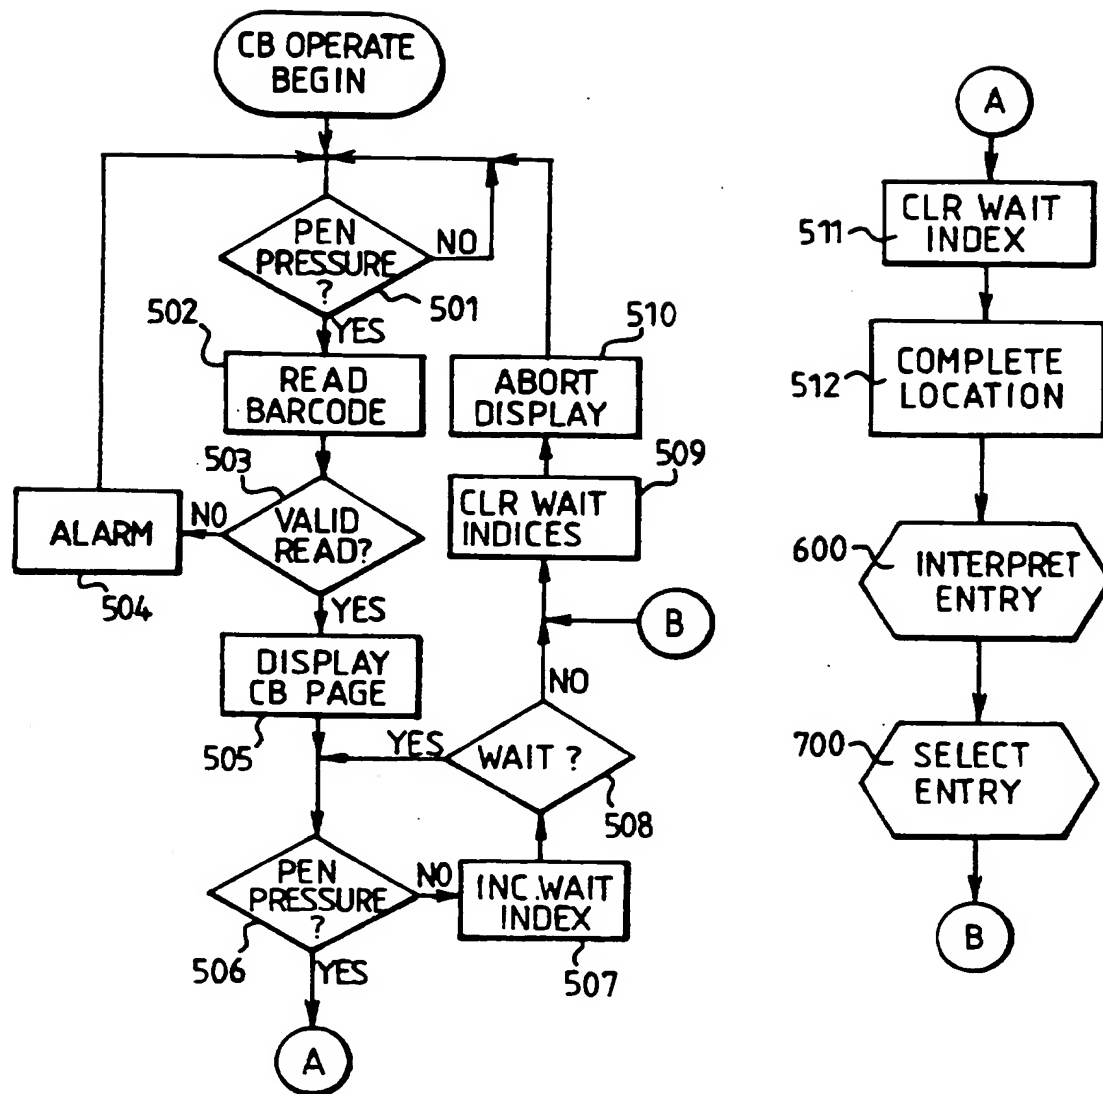 CB OPERATE
BEGIN
PEN
PRESSURE
?
NO
501
YES
502
READ
BARCODE
503
VALID
READ?
NO
ALARM
504
YES
DISPLAY
CB PAGE
505
PEN
PRESSURE
?
506
NO
YES
A
INC.WAIT
INDEX
507
WAIT ?
508
YES
NO
B
CLR WAIT
INDICES
509
ABORT
DISPLAY
510
A
CLR WAIT
INDEX
511
COMPLETE
LOCATION
512
INTERPRET
ENTRY
600
SELECT
ENTRY
700
B